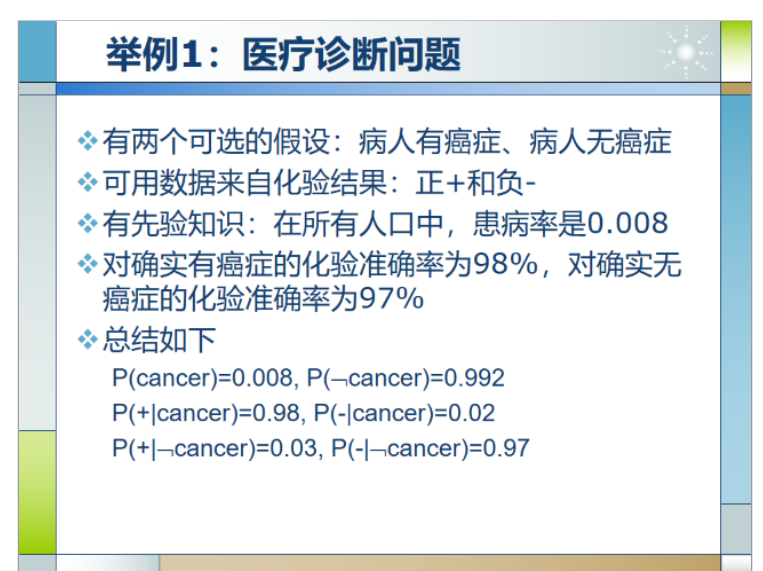 举例1：医疗诊断问题
有两个可选的假设：病人有癌症、病人无癌症
可用数据来自化验结果：正+和负-
有先验知识：在所有人口中，患病率是0.008
对确实有癌症的化验准确率为98%，对确实无
癌症的化验准确率为97%
总结如下
P(cancer)=0.008, P(¬cancer)=0.992
P(+|cancer)=0.98, P(-|cancer)=0.02
P(+|¬cancer)=0.03, P(-|¬cancer)=0.97